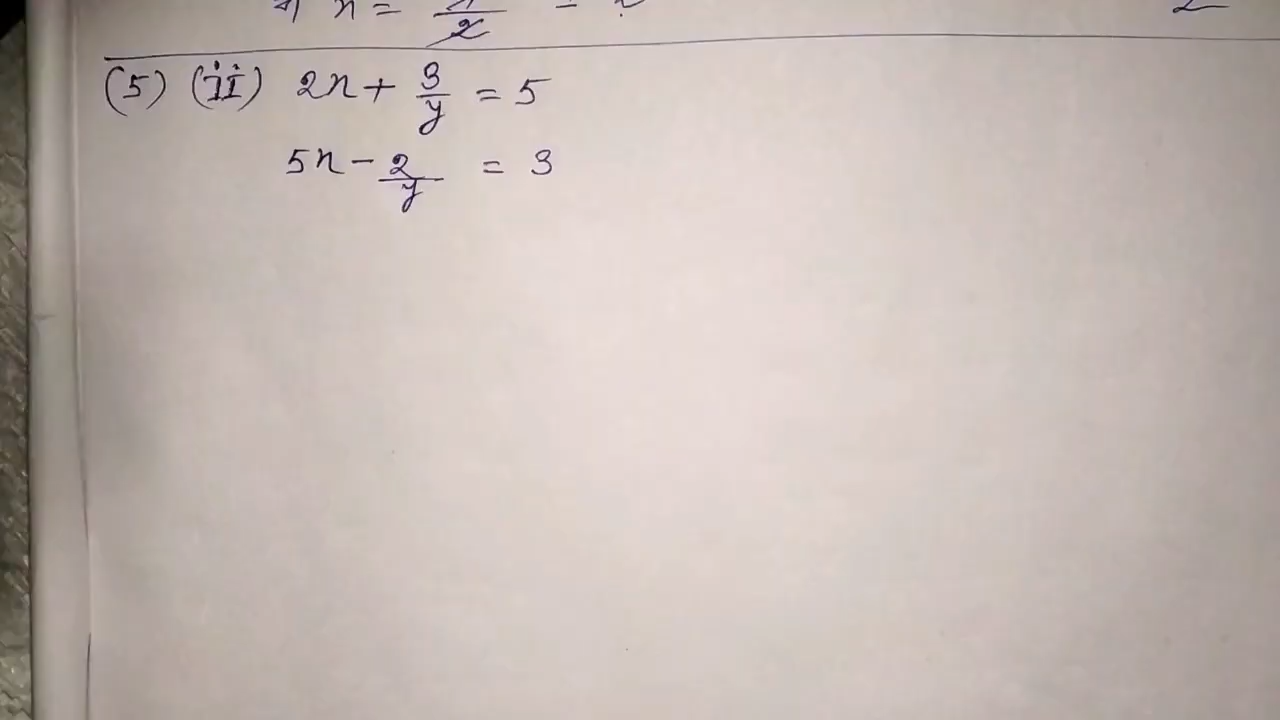 (5) (ii) 2x + 3/y = 5
5x - 2/y = 3